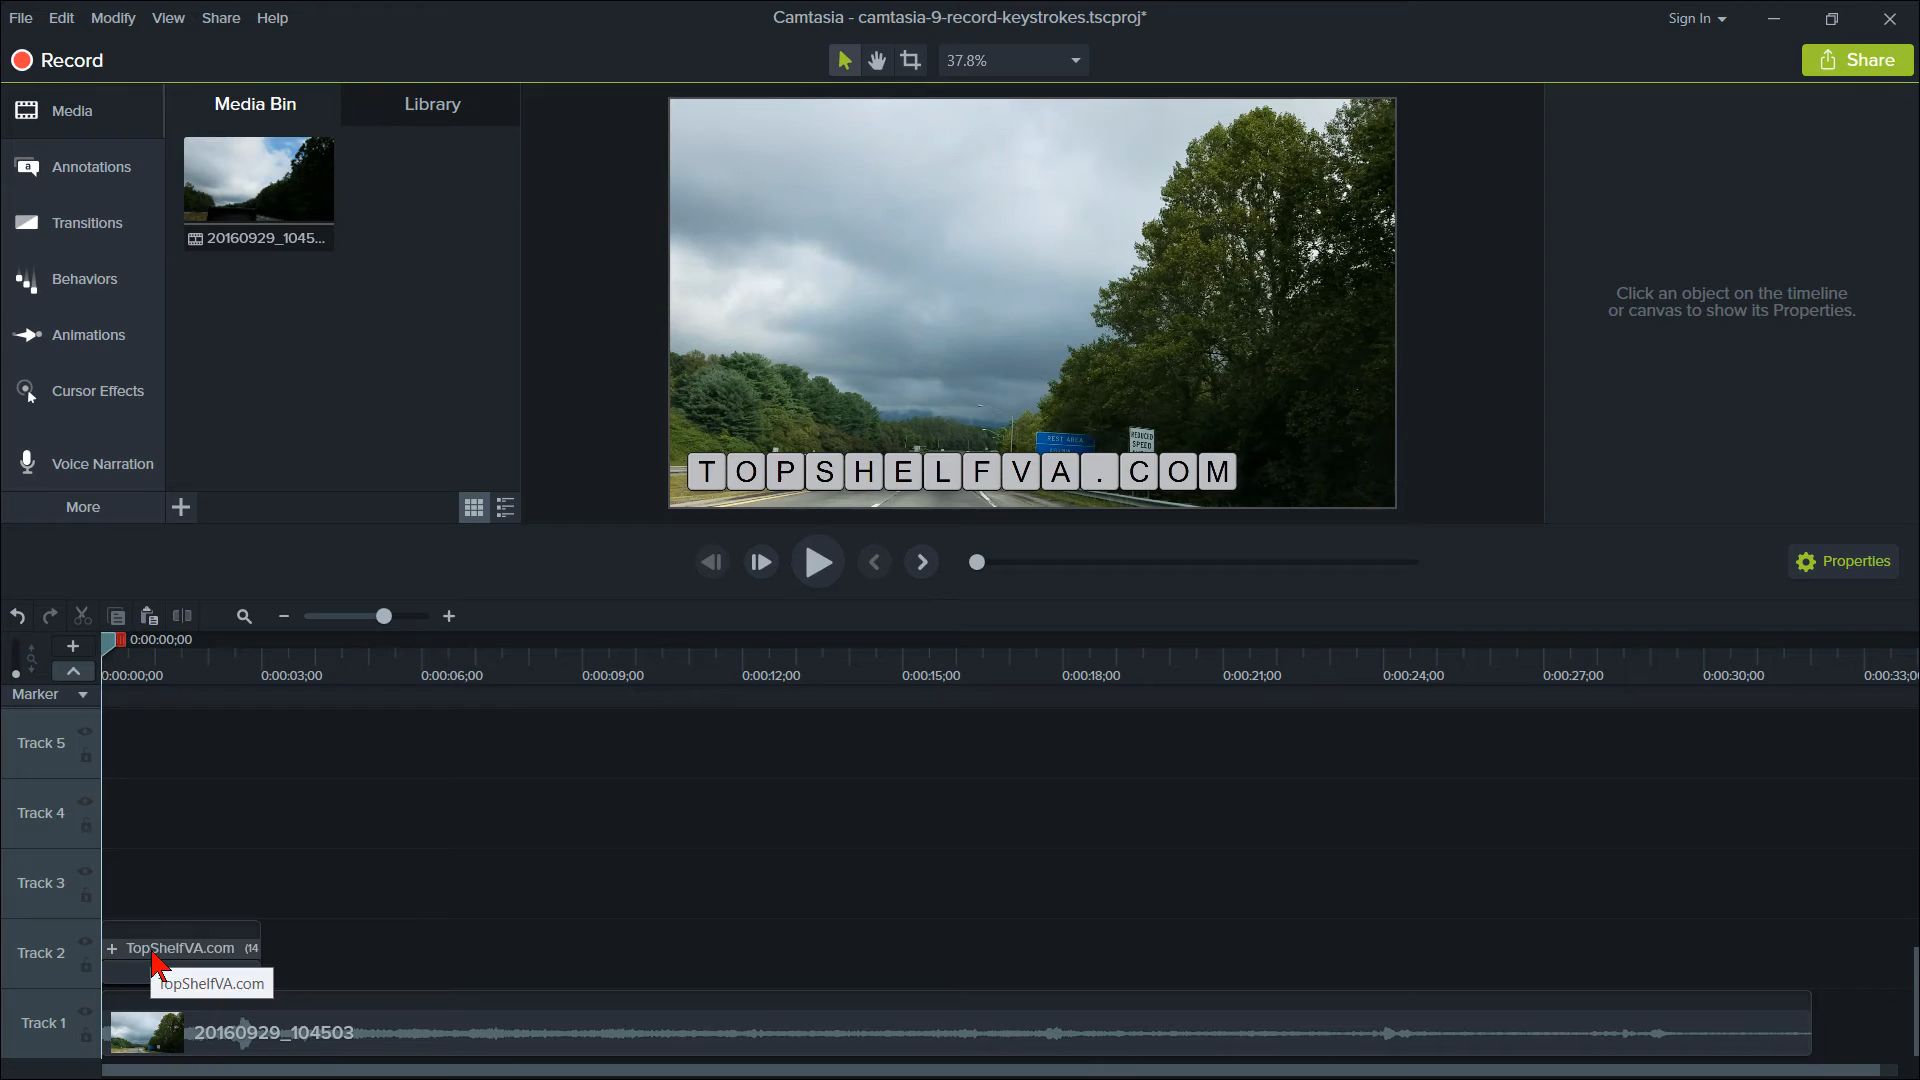 File Edit Modify View Share Help
Camtasia - camtasia-9-record-keystrokes.tscproj*
Sign In
Record
37.8%
Share
Media
Media Bin
Library
Annotations
20160929_1045...
Transitions
Behaviors
Animations
Cursor Effects
Voice Narration
More
Click an object on the timeline
or canvas to show its Properties.
REST AREA
REDUCED
SPEED
TOPSHELFVA.COM
Properties
0:00:00;00
0:00:00;00 0:00:03;00 0:00:06;00 0:00:09;00 0:00:12;00 0:00:15;00 0:00:18;00 0:00:21;00 0:00:24;00 0:00:27;00 0:00:30;00 0:00:33;0
Marker
Track 5
Track 4
Track 3
Track 2
+ TopShelfVA.com (14
TopShelfVA.com
Track 1
20160929_104503